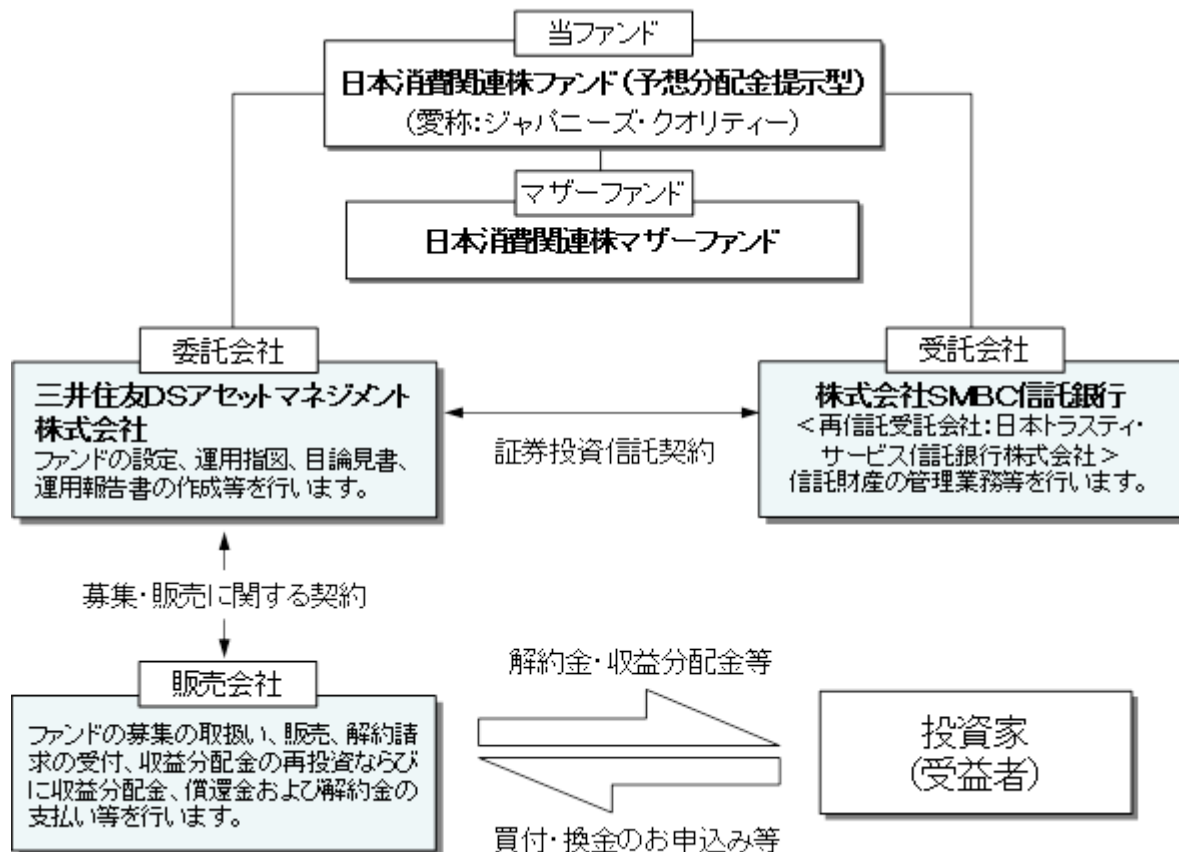 当ファンド
日本消費関連株ファンド(予想分配金提示型)
(愛称:ジャパニーズ・クオリティー)
マザーファンド
日本消費関連株マザーファンド
委託会社
三井住友DSアセットマネジメント
株式会社
ファンドの設定、運用指図、目論見書、
運用報告書の作成等を行います。
証券投資信託契約
受託会社
株式会社SMBC信託銀行
<再信託受託会社:日本トラスティ・
サービス信託銀行株式会社>
信託財産の管理業務等を行います。
募集・販売に関する契約
販売会社
ファンドの募集の取扱い、販売、解約請
求の受付、収益分配金の再投資ならび
に収益分配金、償還金および解約金の
支払い等を行います。
解約金・収益分配金等
買付・換金のお申込み等
投資家
(受益者)